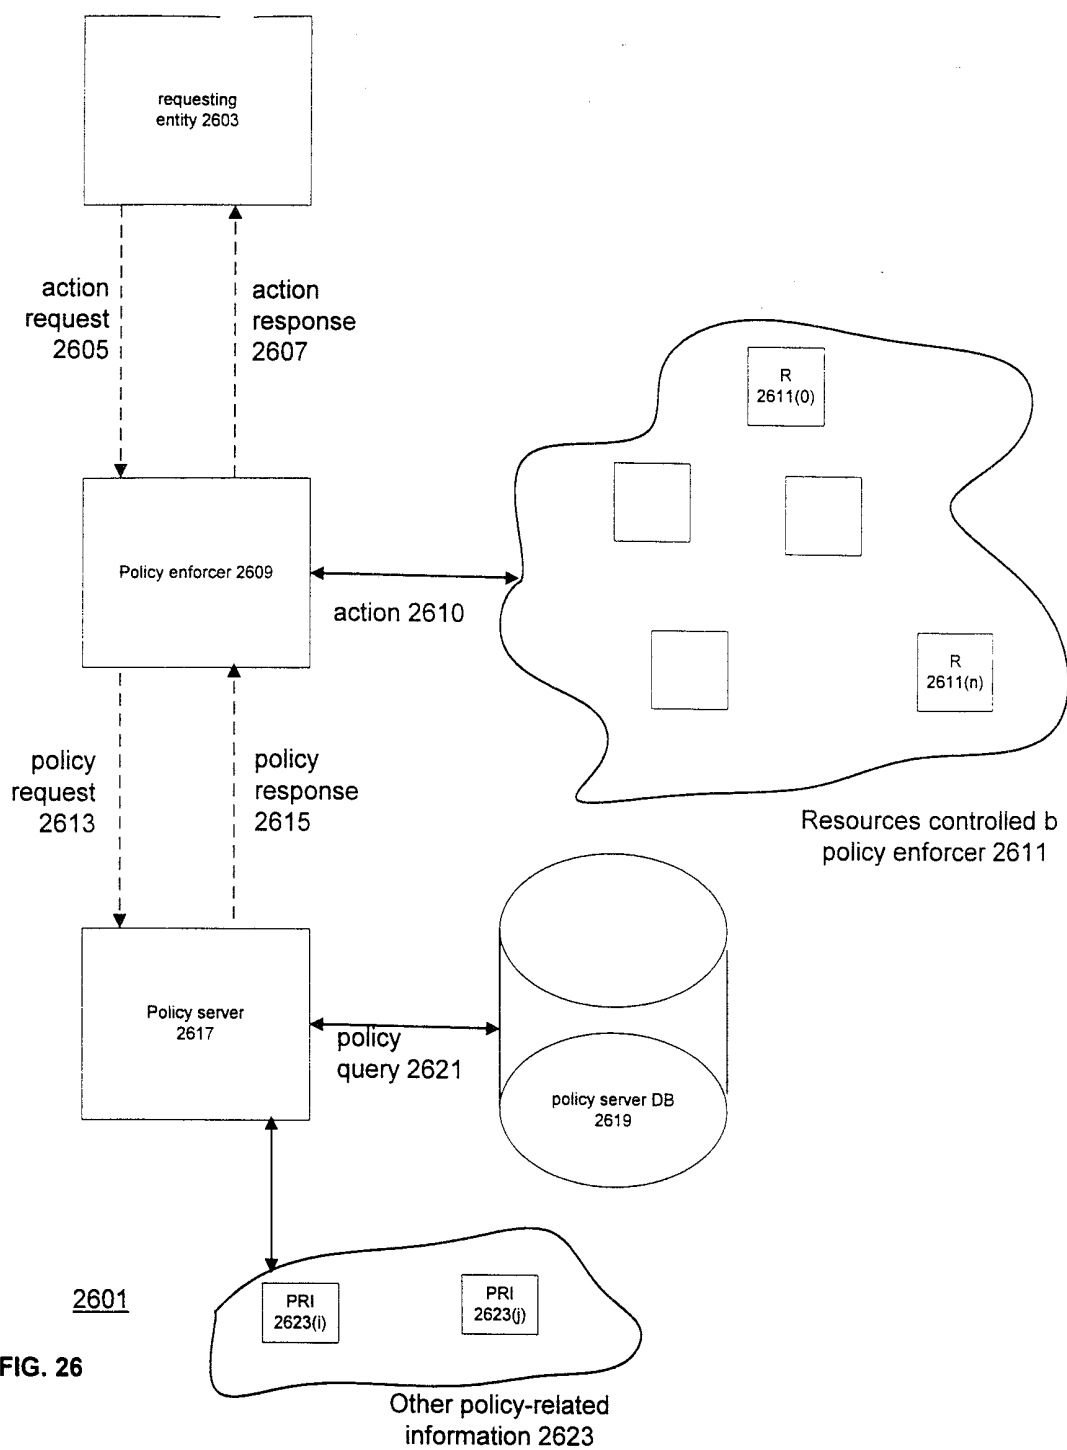 requesting
entity 2603
action
request
2605
action
response
2607
R
2611(0)
Policy enforcer 2609
action 2610
R
2611(n)
policy
request
2613
policy
response
2615
Resources controlled b
policy enforcer 2611
Policy server
2617
policy
query 2621
policy server DB
2619
2601
PRI
2623(i)
PRI
2623(j)
FIG. 26
Other policy-related
information 2623